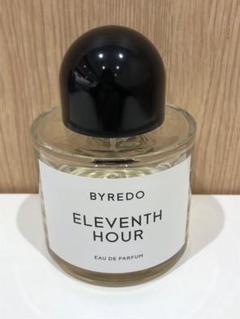 BYREDO
ELEVENTH
HOUR
EAU DE PARFUM